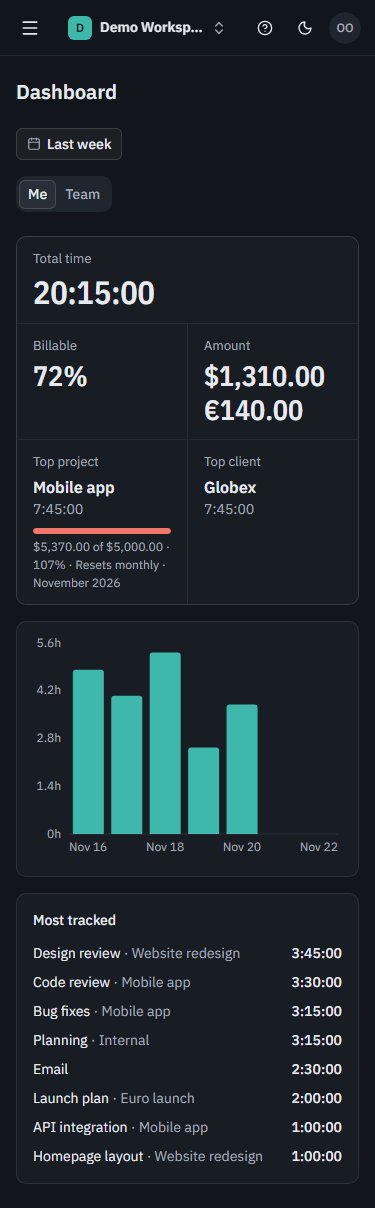 D Demo Worksp... OO
Dashboard
Last week
Me Team
Total time
20:15:00
Billable
72%
Amount
$1,310.00
€140.00
Top project
Mobile app
7:45:00
$5,370.00 of $5,000.00 ·
107% · Resets monthly ·
November 2026
Top client
Globex
7:45:00
5.6h
4.2h
2.8h
1.4h
0h
Nov 16 Nov 18 Nov 20 Nov 22
Most tracked
Design review · Website redesign 3:45:00
Code review · Mobile app 3:30:00
Bug fixes · Mobile app 3:15:00
Planning · Internal 3:15:00
Email 2:30:00
Launch plan · Euro launch 2:00:00
API integration · Mobile app 1:00:00
Homepage layout · Website redesign 1:00:00